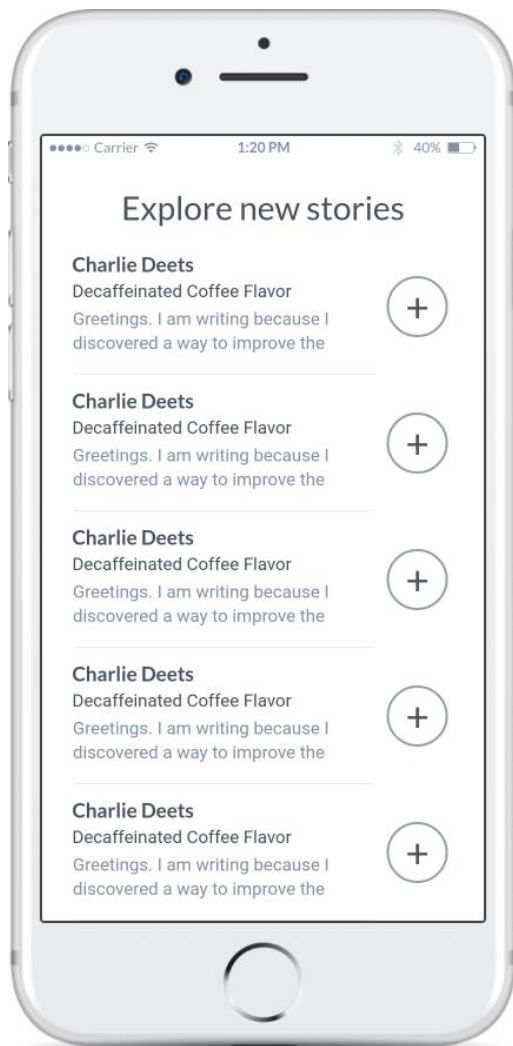 Carrier 1:20 PM 40%
Explore new stories
Charlie Deets
Decaffeinated Coffee Flavor
Greetings. I am writing because I
discovered a way to improve the
+
Charlie Deets
Decaffeinated Coffee Flavor
Greetings. I am writing because I
discovered a way to improve the
+
Charlie Deets
Decaffeinated Coffee Flavor
Greetings. I am writing because I
discovered a way to improve the
+
Charlie Deets
Decaffeinated Coffee Flavor
Greetings. I am writing because I
discovered a way to improve the
+
Charlie Deets
Decaffeinated Coffee Flavor
Greetings. I am writing because I
discovered a way to improve the
+